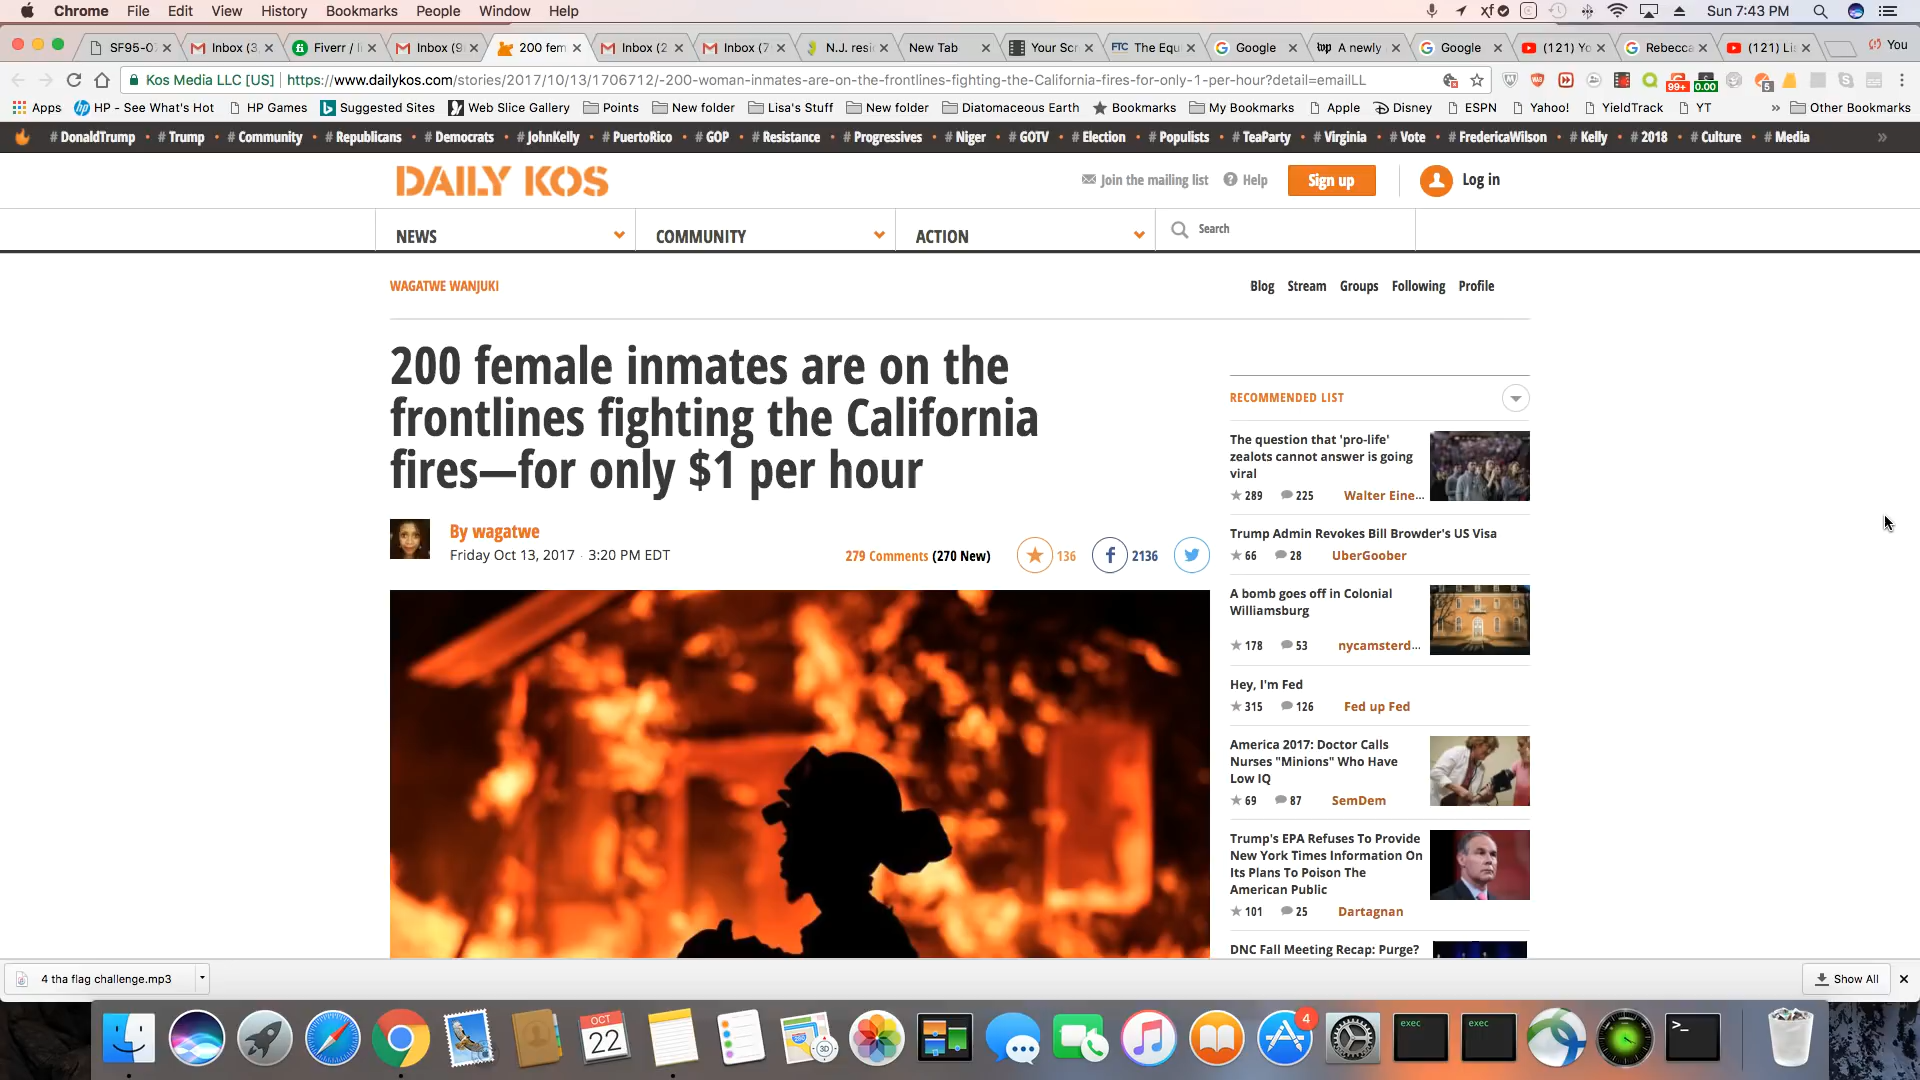 Chrome File Edit View History Bookmarks People Window Help
Sun 7:43 PM
SF95-0
Inbox (3,
Fiverr / 
Inbox (9
200 fem
Inbox (2
Inbox (7
N.J. resi
New Tab
Your Scr
FTC The Equ
Google
wp A newly
Google
(121) Yo
Rebecca
(121) Li
You
Kos Media LLC [US] https://www.dailykos.com/stories/2017/10/13/1706712/-200-woman-inmates-are-on-the-frontlines-fighting-the-California-fires-for-only-1-per-hour?detail=emailLL
99+ 0.00 5
Apps HP - See What's Hot HP Games Suggested Sites Web Slice Gallery Points New folder Lisa's Stuff New folder Diatomaceous Earth Bookmarks My Bookmarks Apple Disney ESPN Yahoo! YieldTrack YT » Other Bookmarks
# DonaldTrump • # Trump • # Community • # Republicans • # Democrats • # JohnKelly • # PuertoRico • # GOP • # Resistance • # Progressives • # Niger • # GOTV • # Election • # Populists • # TeaParty • # Virginia • # Vote • # FredericaWilson • # Kelly • # 2018 • # Culture • # Media »
DAILY KOS
Join the mailing list Help Sign up Log in
NEWS COMMUNITY ACTION Search
WAGATWE WANJUKI
Blog Stream Groups Following Profile
200 female inmates are on the
frontlines fighting the California
fires—for only $1 per hour
By wagatwe
Friday Oct 13, 2017 · 3:20 PM EDT
279 Comments (270 New) 136 2136
RECOMMENDED LIST
The question that 'pro-life'
zealots cannot answer is going
viral
289 225 Walter Eine...
Trump Admin Revokes Bill Browder's US Visa
66 28 UberGoober
A bomb goes off in Colonial
Williamsburg
178 53 nycamsterd...
Hey, I'm Fed
315 126 Fed up Fed
America 2017: Doctor Calls
Nurses "Minions" Who Have
Low IQ
69 87 SemDem
Trump's EPA Refuses To Provide
New York Times Information On
Its Plans To Poison The
American Public
101 25 Dartagnan
DNC Fall Meeting Recap: Purge?
4 tha flag challenge.mp3
Show All
OCT
22
3D
4
exec
exec
>_